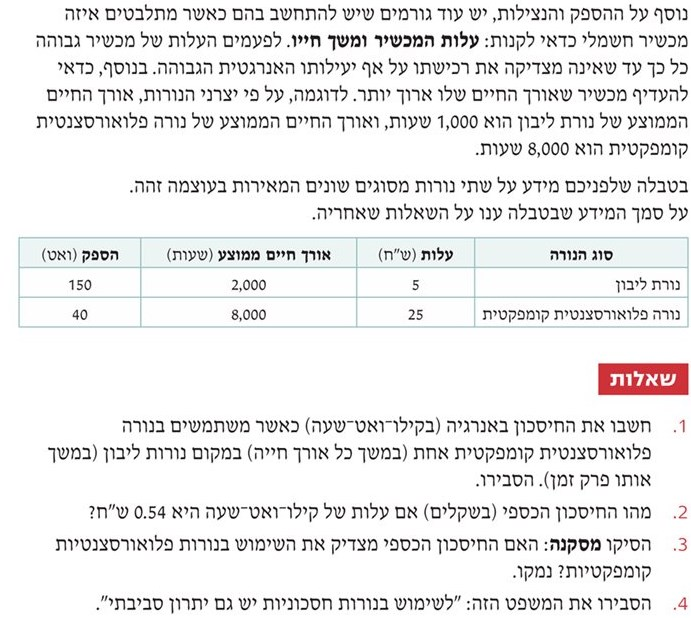 נוסף על ההספק והנצילות, יש עוד גורמים שיש להתחשב בהם כאשר מתלבטים איזה
מכשיר חשמלי כדאי לקנות: עלות המכשיר ומשך חייו. לפעמים העלות של מכשיר גבוהה
כל כך עד שאינה מצדיקה את רכישתו על אף יעילותו האנרגטית הגבוהה. בנוסף, כדאי
להעדיף מכשיר שאורך החיים שלו ארוך יותר. לדוגמה, על פי יצרני הנורות, אורך החיים
הממוצע של נורת ליבון הוא 1,000 שעות, ואורך החיים הממוצע של נורה פלואורסצנטית
קומפקטית הוא 8,000 שעות.
בטבלה שלפניכם מידע על שתי נורות מסוגים שונים המאירות בעוצמה זהה.
על סמך המידע שבטבלה ענו על השאלות שאחריה.
סוג הנורה עלות (ש"ח) אורך חיים ממוצע (שעות) הספק (ואט)
נורת ליבון 5 2,000 150
נורה פלואורסצנטית קומפקטית 25 8,000 40
שאלות
1. חשבו את החיסכון באנרגיה (בקילו־ואט־שעה) כאשר משתמשים בנורה
פלואורסצנטית קומפקטית אחת (במשך כל אורך חייה) במקום נורות ליבון (במשך
אותו פרק זמן). הסבירו.
2. מהו החיסכון הכספי (בשקלים) אם עלות של קילו־ואט־שעה היא 0.54 ש"ח?
3. הסיקו מסקנה: האם החיסכון הכספי מצדיק את השימוש בנורות פלואורסצנטיות
קומפקטיות? נמקו.
4. הסבירו את המשפט הזה: "לשימוש בנורות חסכוניות יש גם יתרון סביבתי".